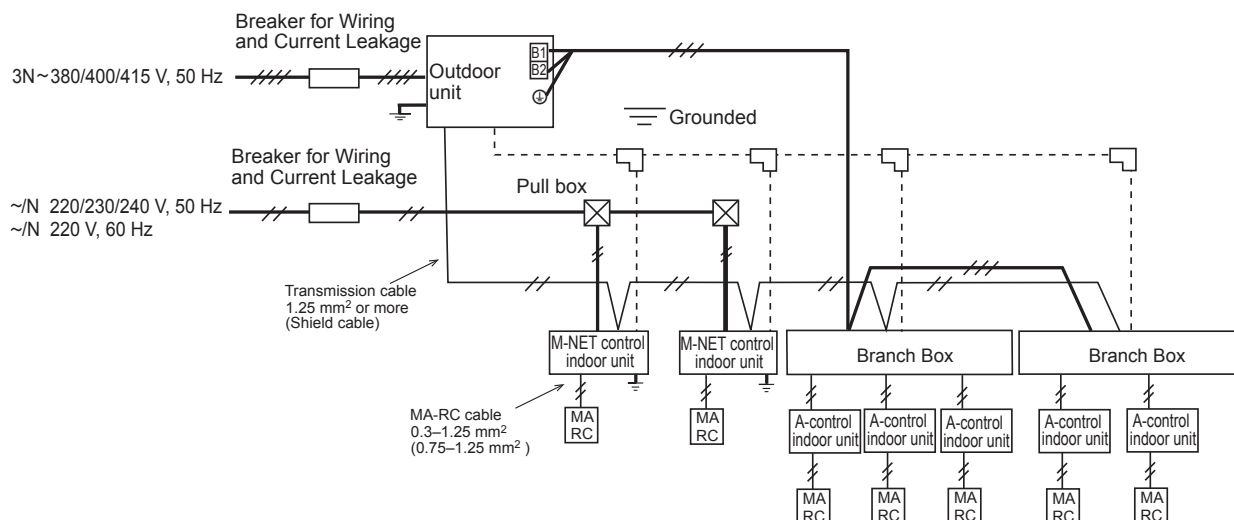 Breaker for Wiring
and Current Leakage
3N~380/400/415 V, 50 Hz
Outdoor
unit
B1
B2
Grounded
Breaker for Wiring
and Current Leakage
~/N 220/230/240 V, 50 Hz
~/N 220 V, 60 Hz
Pull box
Transmission cable
1.25 mm² or more
(Shield cable)
M-NET control
indoor unit
M-NET control
indoor unit
Branch Box
Branch Box
MA-RC cable
0.3–1.25 mm²
(0.75–1.25 mm² )
MA
RC
MA
RC
A-control
indoor unit
A-control
indoor unit
A-control
indoor unit
A-control
indoor unit
A-control
indoor unit
MA
RC
MA
RC
MA
RC
MA
RC
MA
RC